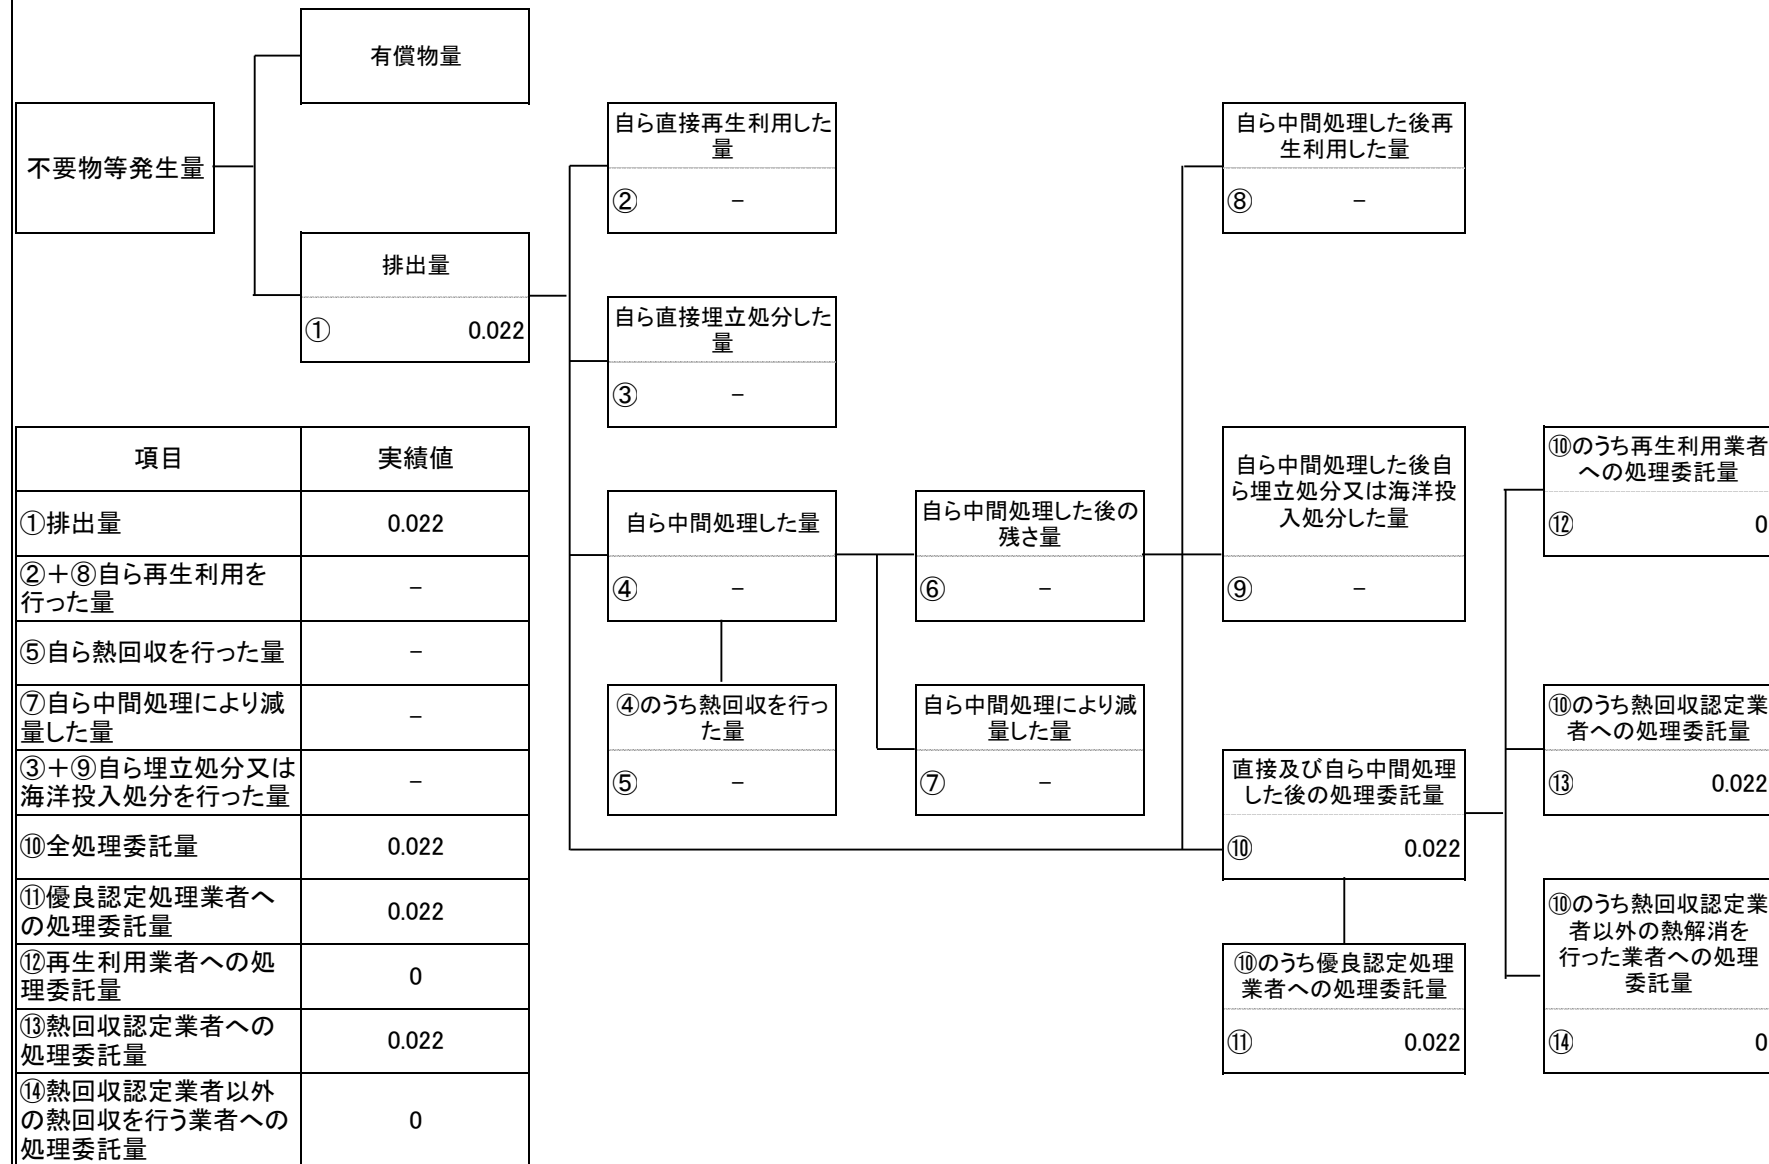 有償物量
不要物等発生量
排出量
① 0.022
自ら直接再生利用した
量
② －
自ら直接埋立処分した
量
③ －
自ら中間処理した量
④ －
④のうち熱回収を行っ
た量
⑤ －
自ら中間処理した後の
残さ量
⑥ －
自ら中間処理により減
量した量
⑦ －
自ら中間処理した後再
生利用した量
⑧ －
自ら中間処理した後自
ら埋立処分又は海洋投
入処分した量
⑨ －
直接及び自ら中間処理
した後の処理委託量
⑩ 0.022
⑩のうち優良認定処理
業者への処理委託量
⑪ 0.022
⑩のうち再生利用業者
への処理委託量
⑫ 0
⑩のうち熱回収認定業
者への処理委託量
⑬ 0.022
⑩のうち熱回収認定業
者以外の熱解消を
行った業者への処理
委託量
⑭ 0
項目 実績値
①排出量 0.022
②＋⑧自ら再生利用を
行った量 －
⑤自ら熱回収を行った量 －
⑦自ら中間処理により減
量した量 －
③＋⑨自ら埋立処分又は
海洋投入処分を行った量 －
⑩全処理委託量 0.022
⑪優良認定処理業者へ
の処理委託量 0.022
⑫再生利用業者への処
理委託量 0
⑬熱回収認定業者への
処理委託量 0.022
⑭熱回収認定業者以外
の熱回収を行う業者への
処理委託量 0